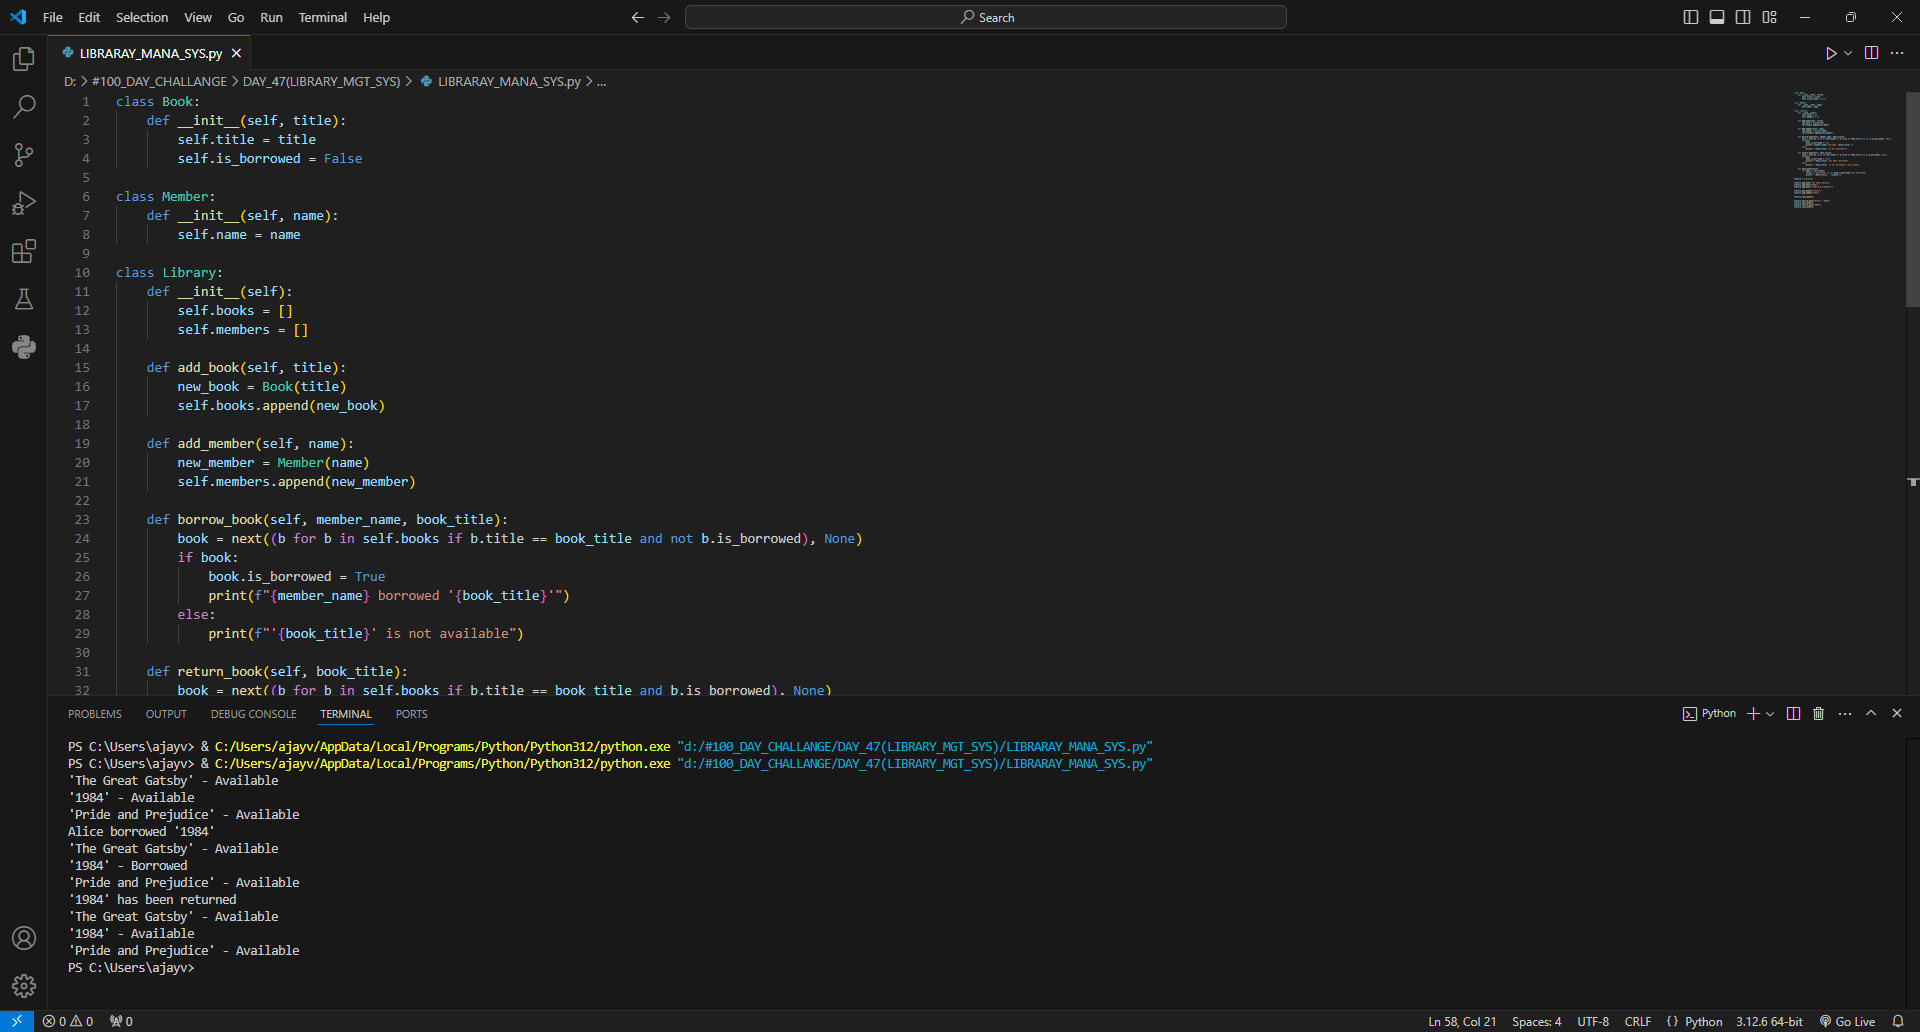 File Edit Selection View Go Run Terminal Help
Search
LIBRARAY_MANA_SYS.py
D: > #100_DAY_CHALLANGE > DAY_47(LIBRARY_MGT_SYS) > LIBRARAY_MANA_SYS.py > ...
1 class Book:
2     def __init__(self, title):
3         self.title = title
4         self.is_borrowed = False
5
6 class Member:
7     def __init__(self, name):
8         self.name = name
9
10 class Library:
11     def __init__(self):
12         self.books = []
13         self.members = []
14
15     def add_book(self, title):
16         new_book = Book(title)
17         self.books.append(new_book)
18
19     def add_member(self, name):
20         new_member = Member(name)
21         self.members.append(new_member)
22
23     def borrow_book(self, member_name, book_title):
24         book = next((b for b in self.books if b.title == book_title and not b.is_borrowed), None)
25         if book:
26             book.is_borrowed = True
27             print(f"{member_name} borrowed '{book_title}'")
28         else:
29             print(f"'{book_title}' is not available")
30
31     def return_book(self, book_title):
32         book = next((b for b in self.books if b.title == book_title and b.is_borrowed), None)
PROBLEMS OUTPUT DEBUG CONSOLE TERMINAL PORTS
Python
PS C:\Users\ajayv> & C:/Users/ajayv/AppData/Local/Programs/Python/Python312/python.exe "d:/#100_DAY_CHALLANGE/DAY_47(LIBRARY_MGT_SYS)/LIBRARAY_MANA_SYS.py"
PS C:\Users\ajayv> & C:/Users/ajayv/AppData/Local/Programs/Python/Python312/python.exe "d:/#100_DAY_CHALLANGE/DAY_47(LIBRARY_MGT_SYS)/LIBRARAY_MANA_SYS.py"
'The Great Gatsby' - Available
'1984' - Available
'Pride and Prejudice' - Available
Alice borrowed '1984'
'The Great Gatsby' - Available
'1984' - Borrowed
'Pride and Prejudice' - Available
'1984' has been returned
'The Great Gatsby' - Available
'1984' - Available
'Pride and Prejudice' - Available
PS C:\Users\ajayv>
0 0 0 Ln 58, Col 21 Spaces: 4 UTF-8 CRLF {} Python 3.12.6 64-bit Go Live